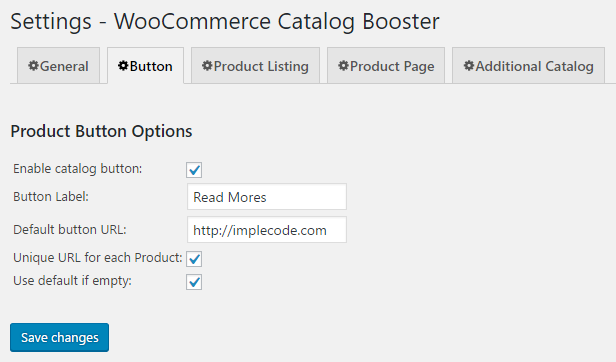 Settings - WooCommerce Catalog Booster
General Button Product Listing Product Page Additional Catalog
Product Button Options
Enable catalog button:
Button Label: Read Mores
Default button URL: http://implecode.com
Unique URL for each Product:
Use default if empty:
Save changes